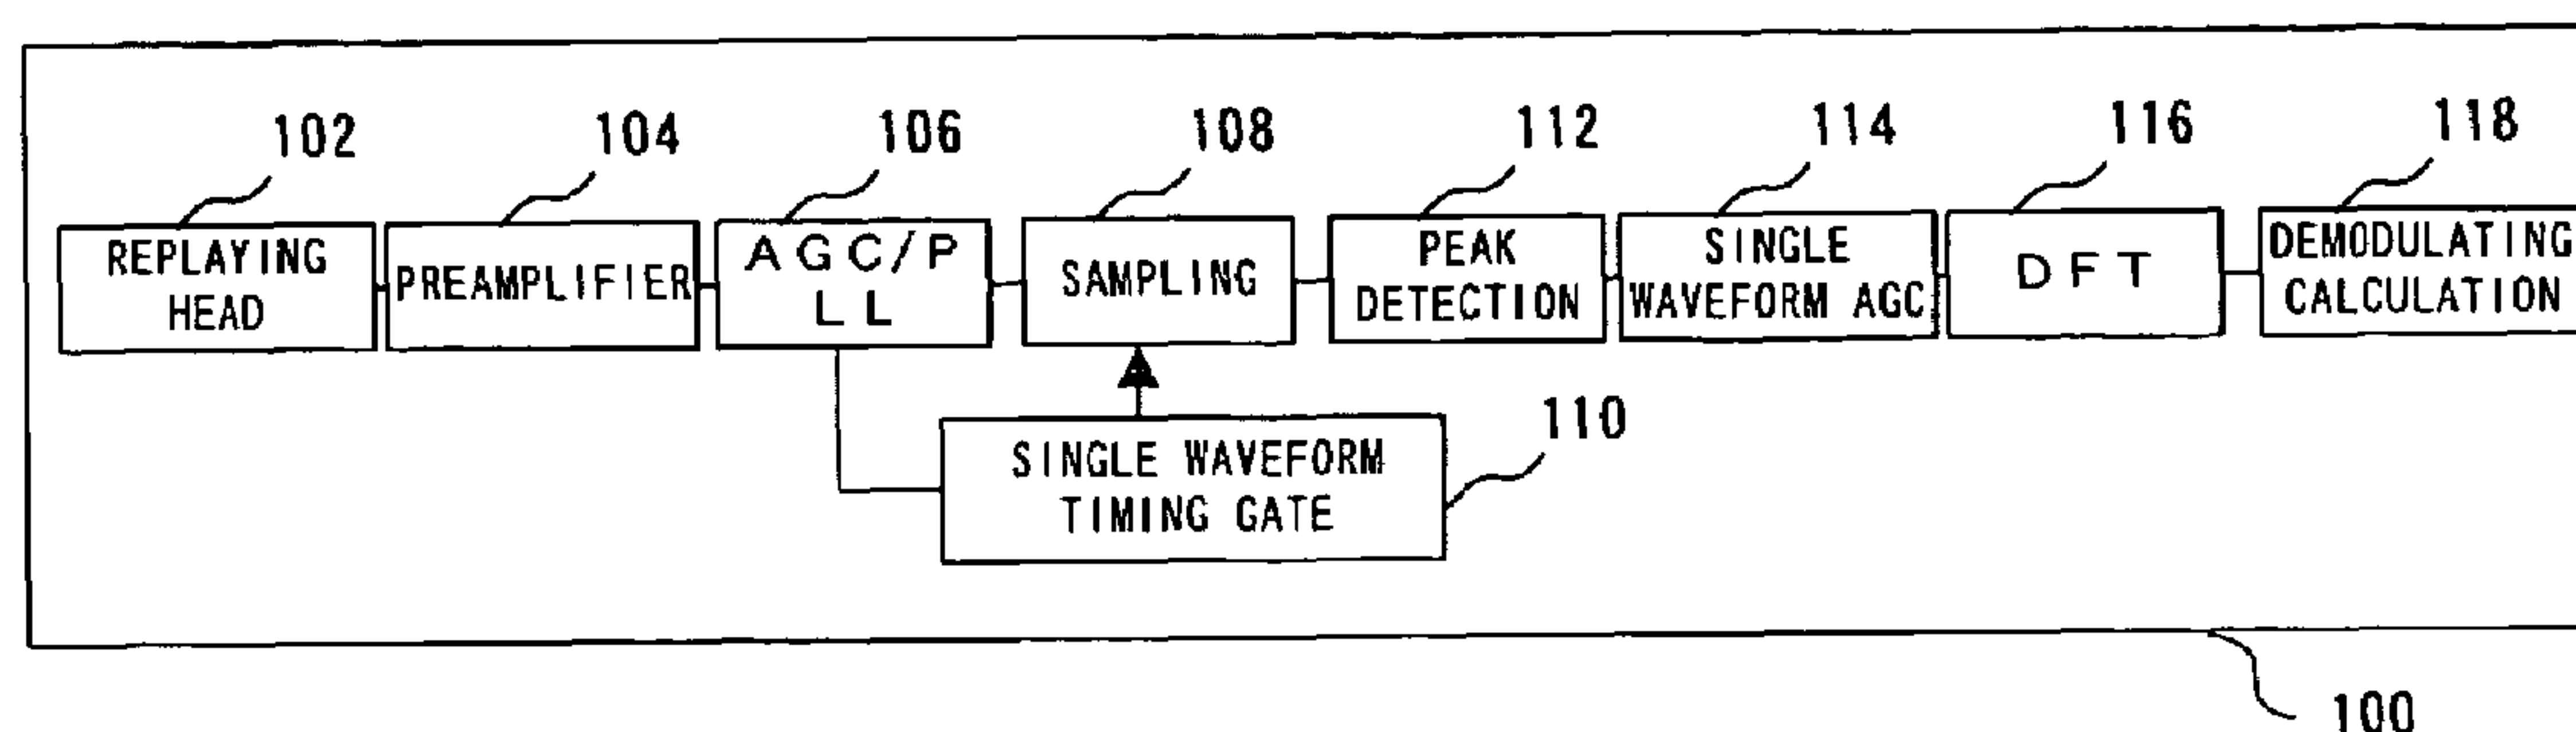 102
104
106
108
112
114
116
118
REPLAYING
HEAD
PREAMPLIFIER
AGC/P
LL
SAMPLING
PEAK
DETECTION
SINGLE
WAVEFORM AGC
DFT
DEMODULATING
CALCULATION
110
SINGLE WAVEFORM
TIMING GATE
100